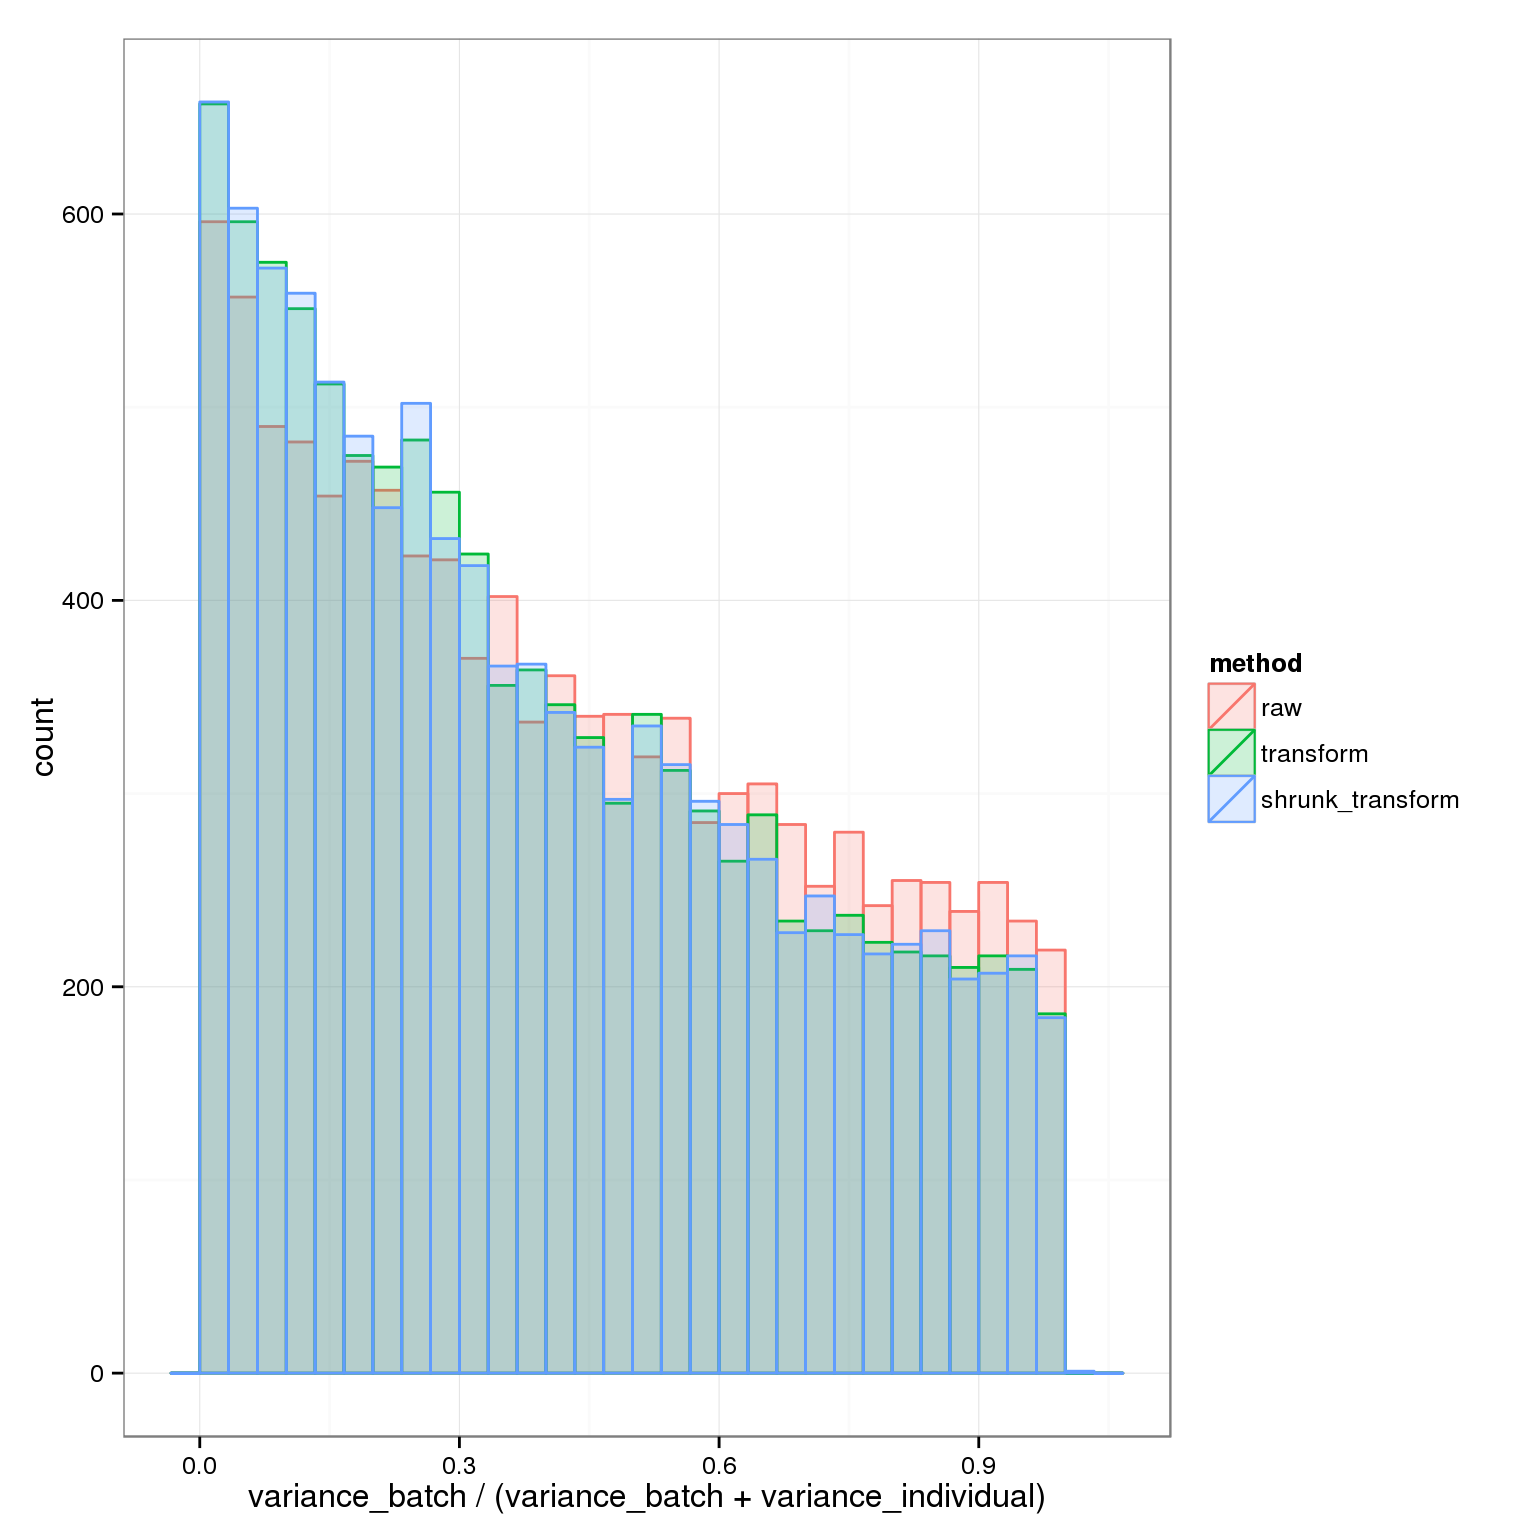 600
400
200
0
count
0.0 0.3 0.6 0.9
variance_batch / (variance_batch + variance_individual)
method
raw
transform
shrunk_transform